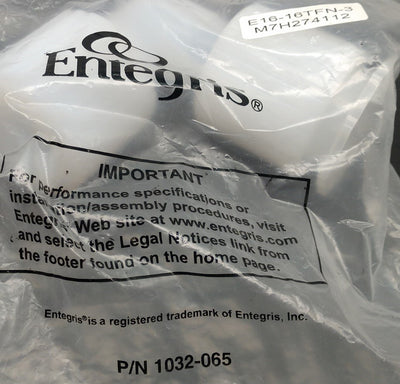 E16-16TFN-3
M7H274112
Entegris®
IMPORTANT
For performance specifications or
installation/assembly procedures, visit
Entegris Web site at www.entegris.com
and select the Legal Notices link from
the footer found on the home page.
Entegris® is a registered trademark of Entegris, Inc.
P/N 1032-065